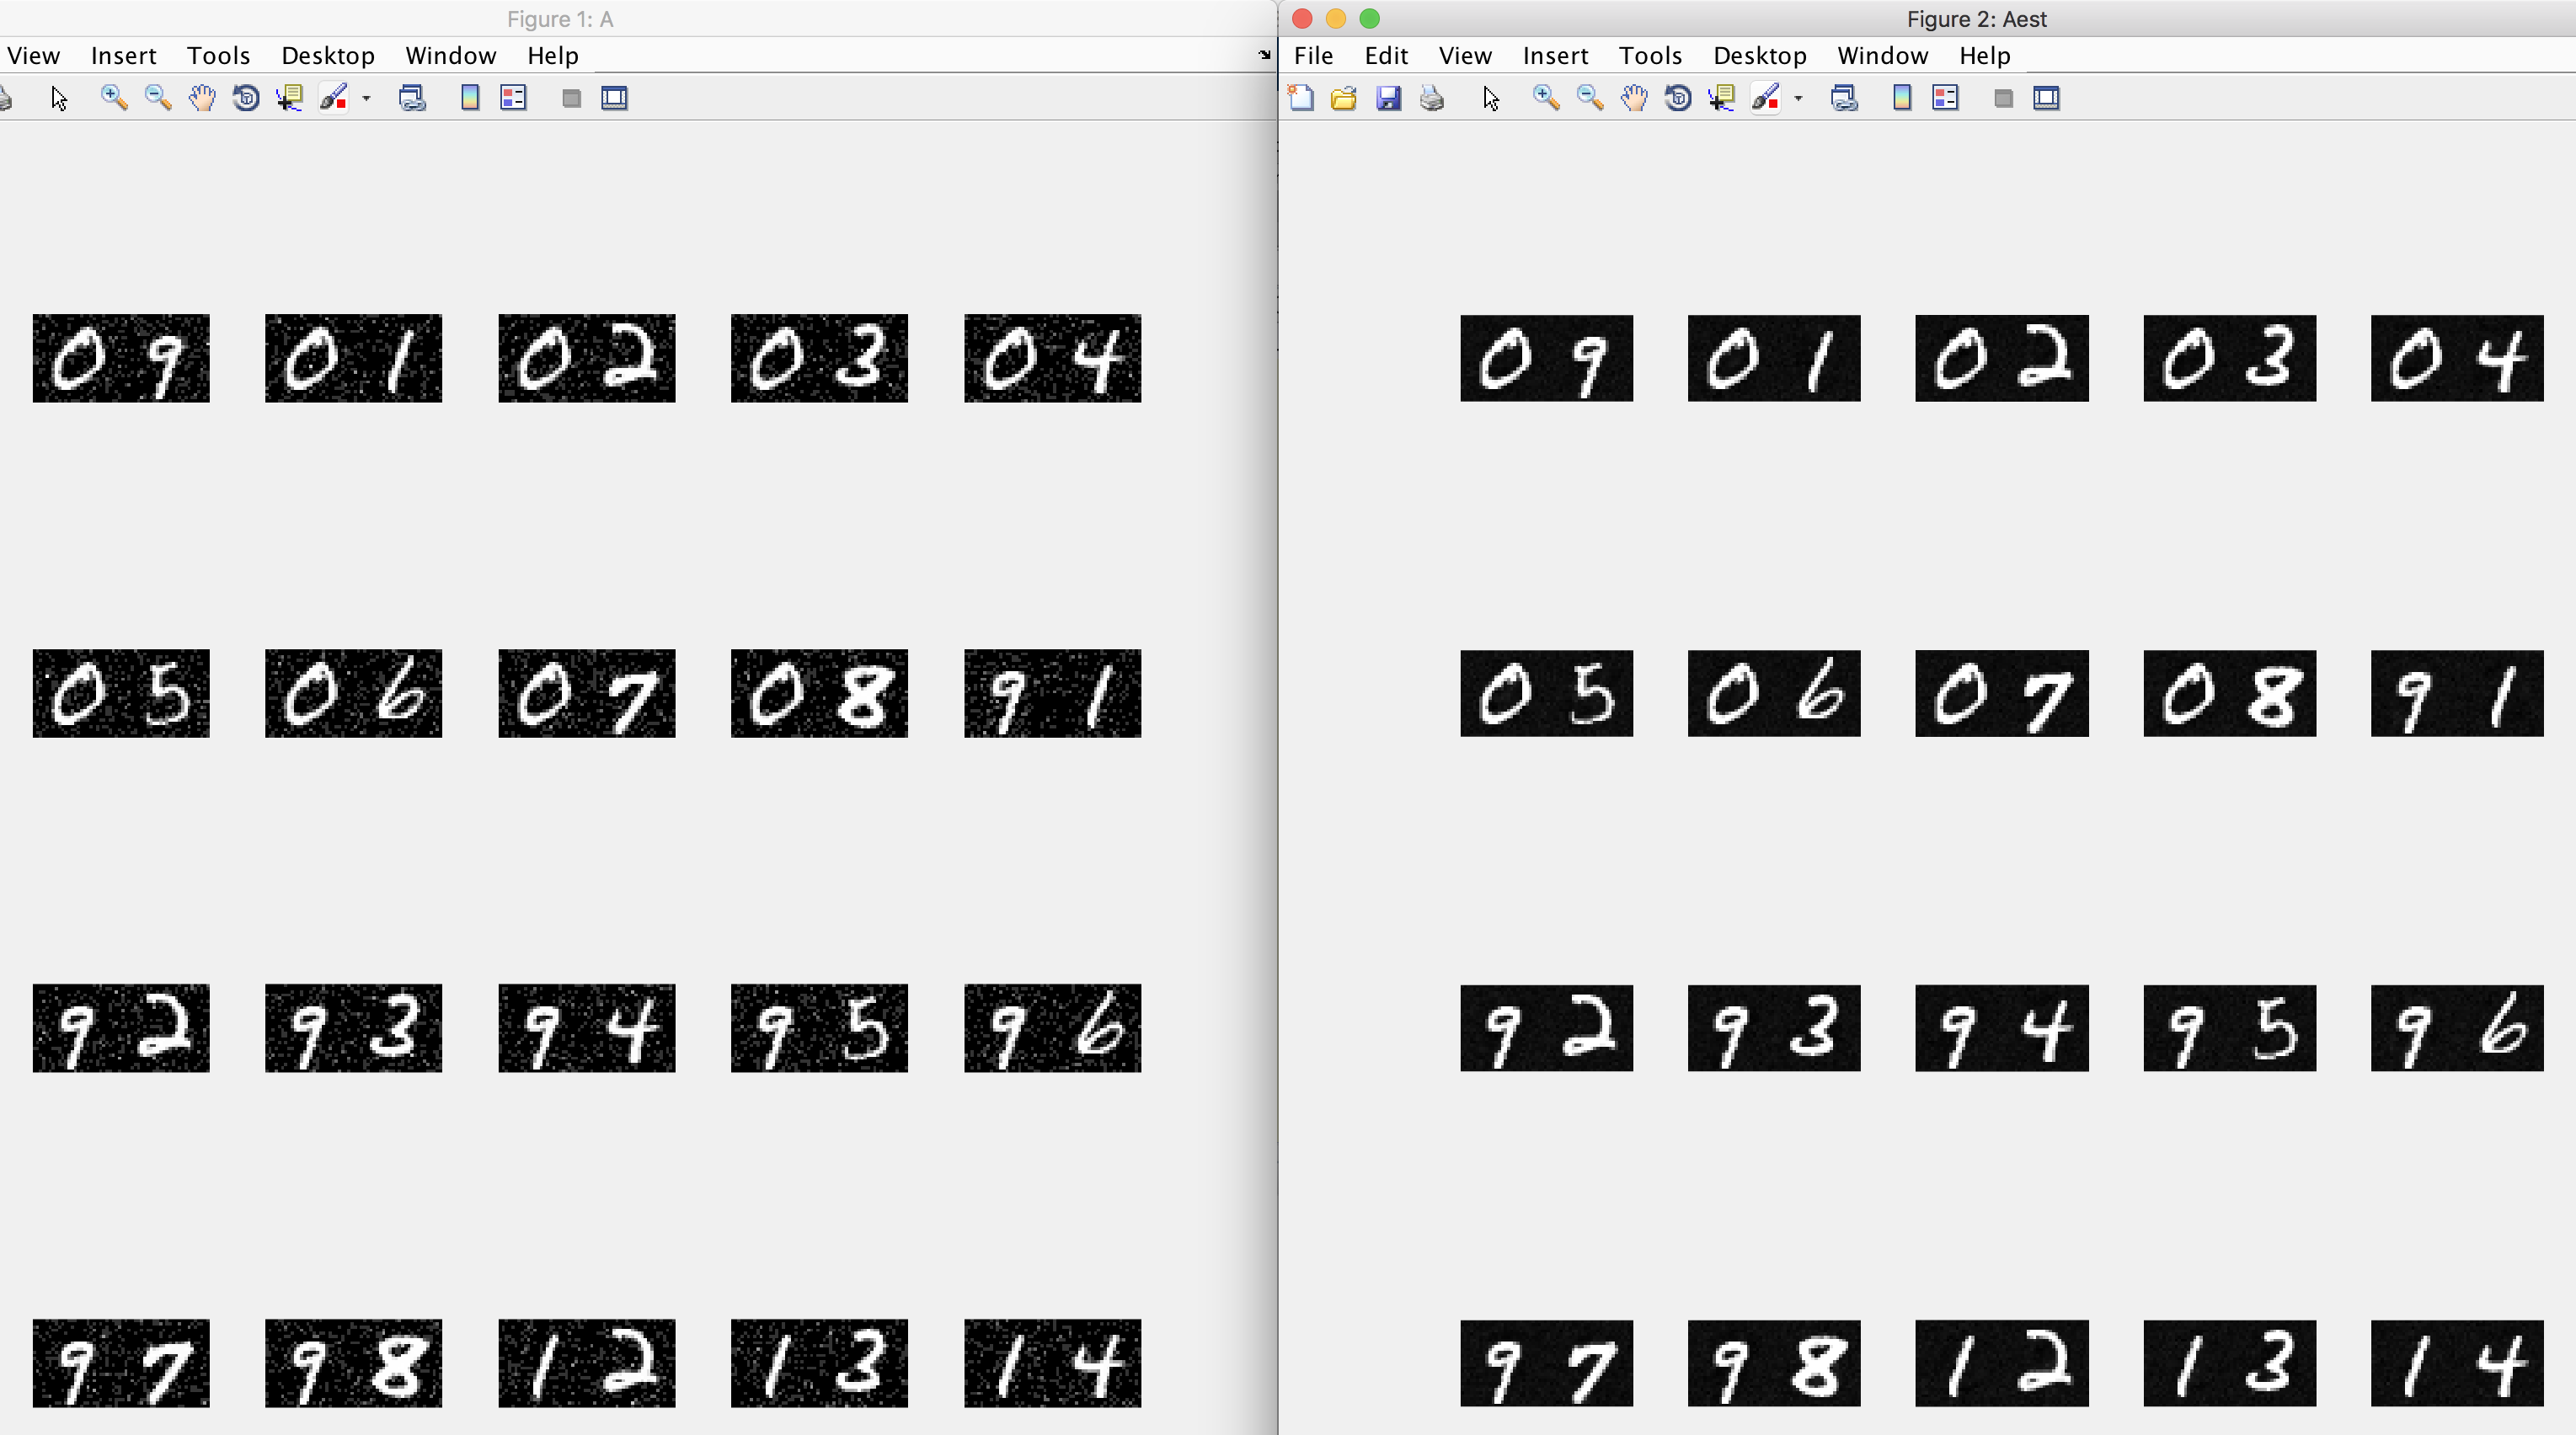 Figure 1: A
View Insert Tools Desktop Window Help
0 9 0 1 0 2 0 3 0 4
0 5 0 6 0 7 0 8 9 1
9 2 9 3 9 4 9 5 9 6
9 7 9 8 1 2 1 3 1 4
Figure 2: Aest
File Edit View Insert Tools Desktop Window Help
0 9 0 1 0 2 0 3 0 4
0 5 0 6 0 7 0 8 9 1
9 2 9 3 9 4 9 5 9 6
9 7 9 8 1 2 1 3 1 4